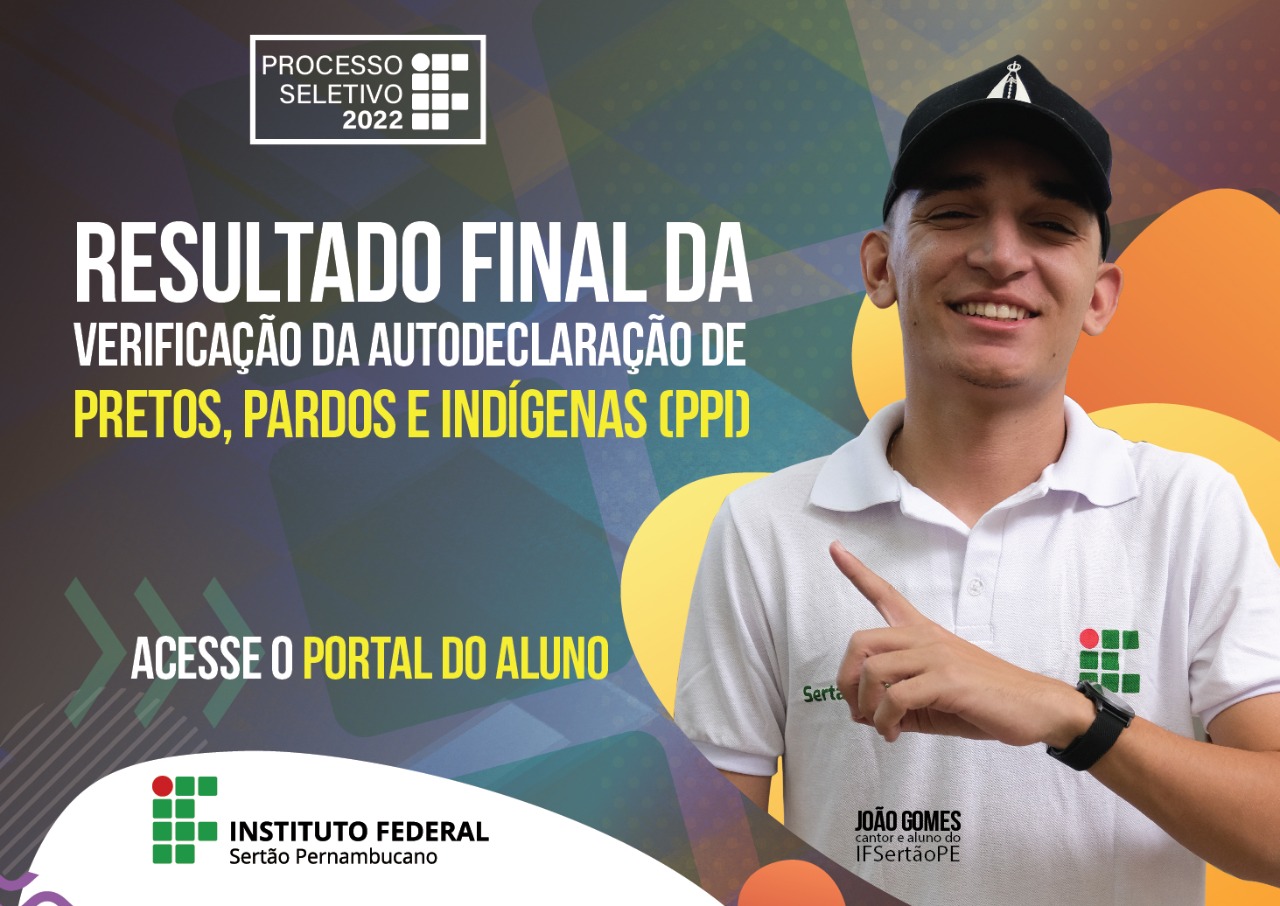 PROCESSO
SELETIVO
2022
RESULTADO FINAL DA
VERIFICAÇÃO DA AUTODECLARAÇÃO DE
PRETOS, PARDOS E INDÍGENAS (PPI)
ACESSE O PORTAL DO ALUNO
Sertã
JOÃO GOMES
cantor e aluno do
IFSertãoPE
INSTITUTO FEDERAL
Sertão Pernambucano